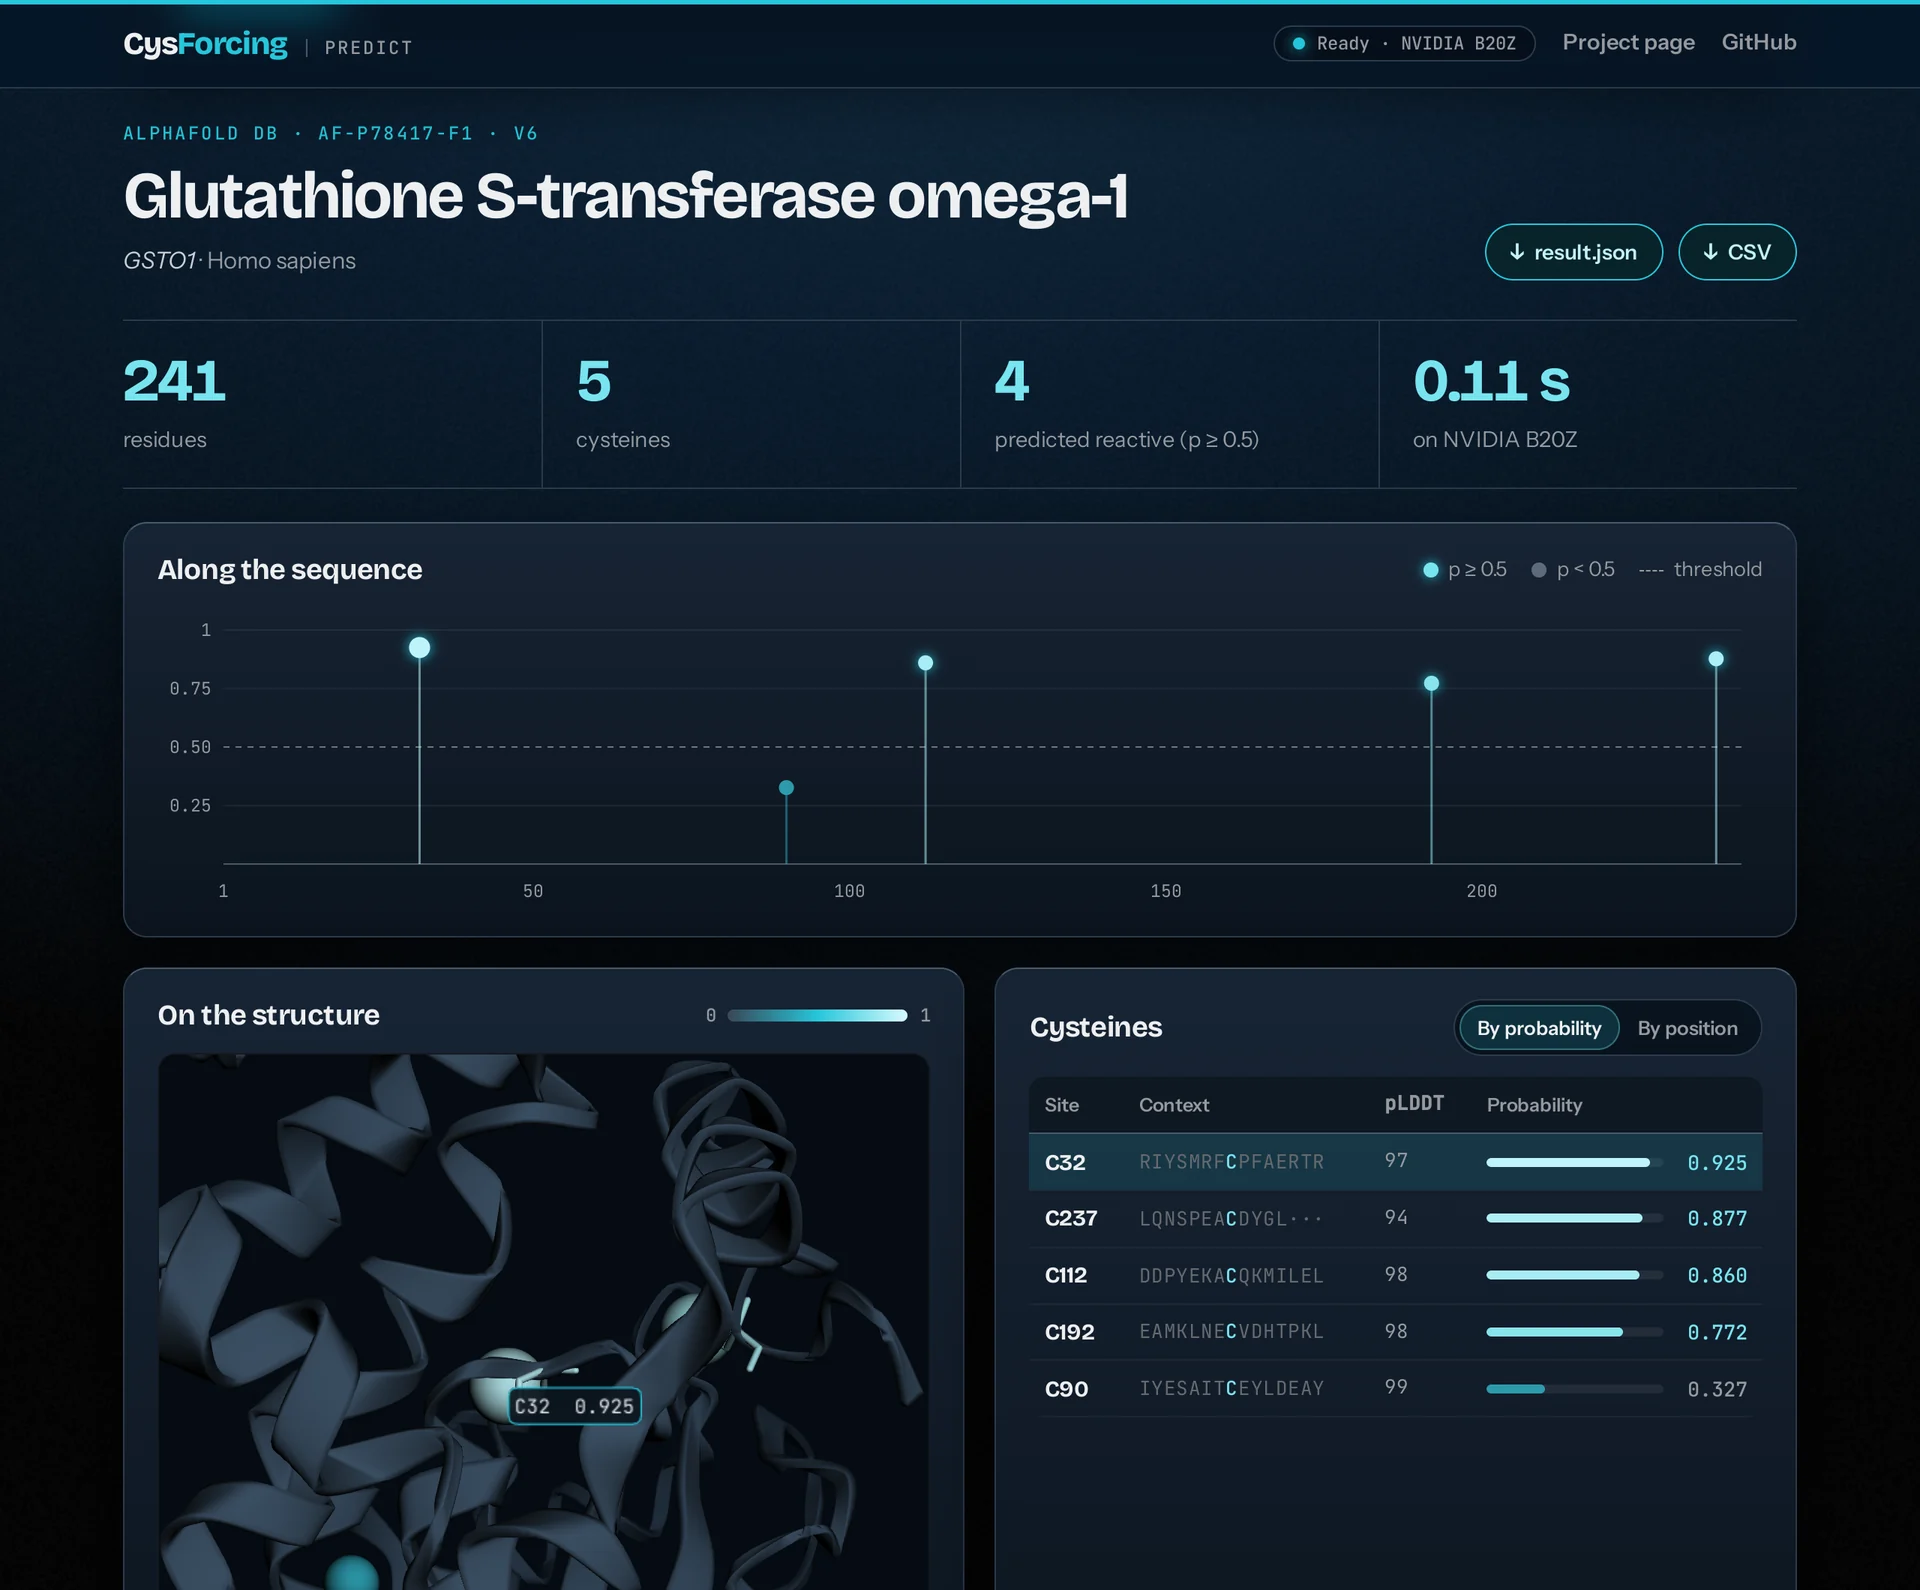 CysForcing | PREDICT
Ready · NVIDIA B20Z
Project page
GitHub
ALPHAFOLD DB · AF-P78417-F1 · V6
Glutathione S-transferase omega-1
GSTO1 · Homo sapiens
↓ result.json
↓ CSV
241
residues
5
cysteines
4
predicted reactive (p ≥ 0.5)
0.11 s
on NVIDIA B20Z
Along the sequence
p ≥ 0.5
p < 0.5
---- threshold
1
0.75
0.50
0.25
1 50 100 150 200
On the structure
0 1
C32 0.925
Cysteines
By probability
By position
Site Context pLDDT Probability
C32 RIYSMRFCPFAERTR 97 0.925
C237 LQNSPEACDYGL··· 94 0.877
C112 DDPYEKACQKMILEL 98 0.860
C192 EAMKLNECVDHTPKL 98 0.772
C90 IYESAITCEYLDEAY 99 0.327